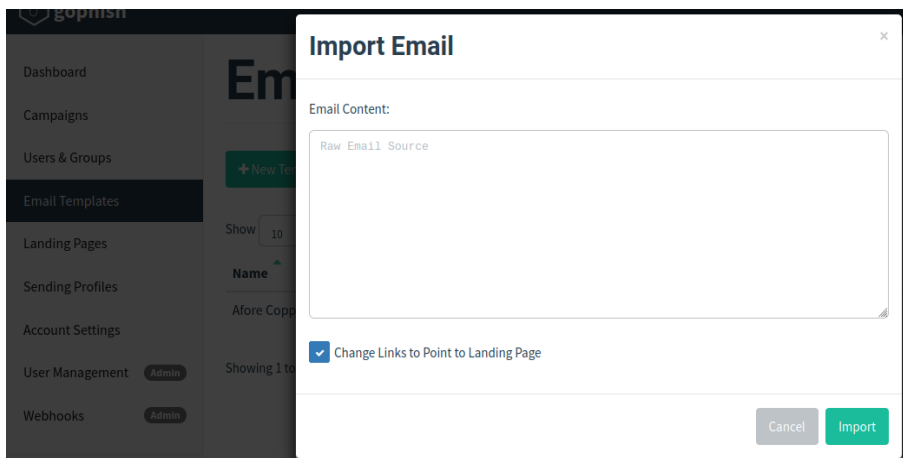 gophish
Dashboard
Campaigns
Users & Groups
Email Templates
Landing Pages
Sending Profiles
Account Settings
User Management Admin
Webhooks Admin
Em
+ New Te
Show 10
Name
Afore Copp
Showing 1 to
Import Email
×
Email Content:
Raw Email Source
Change Links to Point to Landing Page
Cancel Import